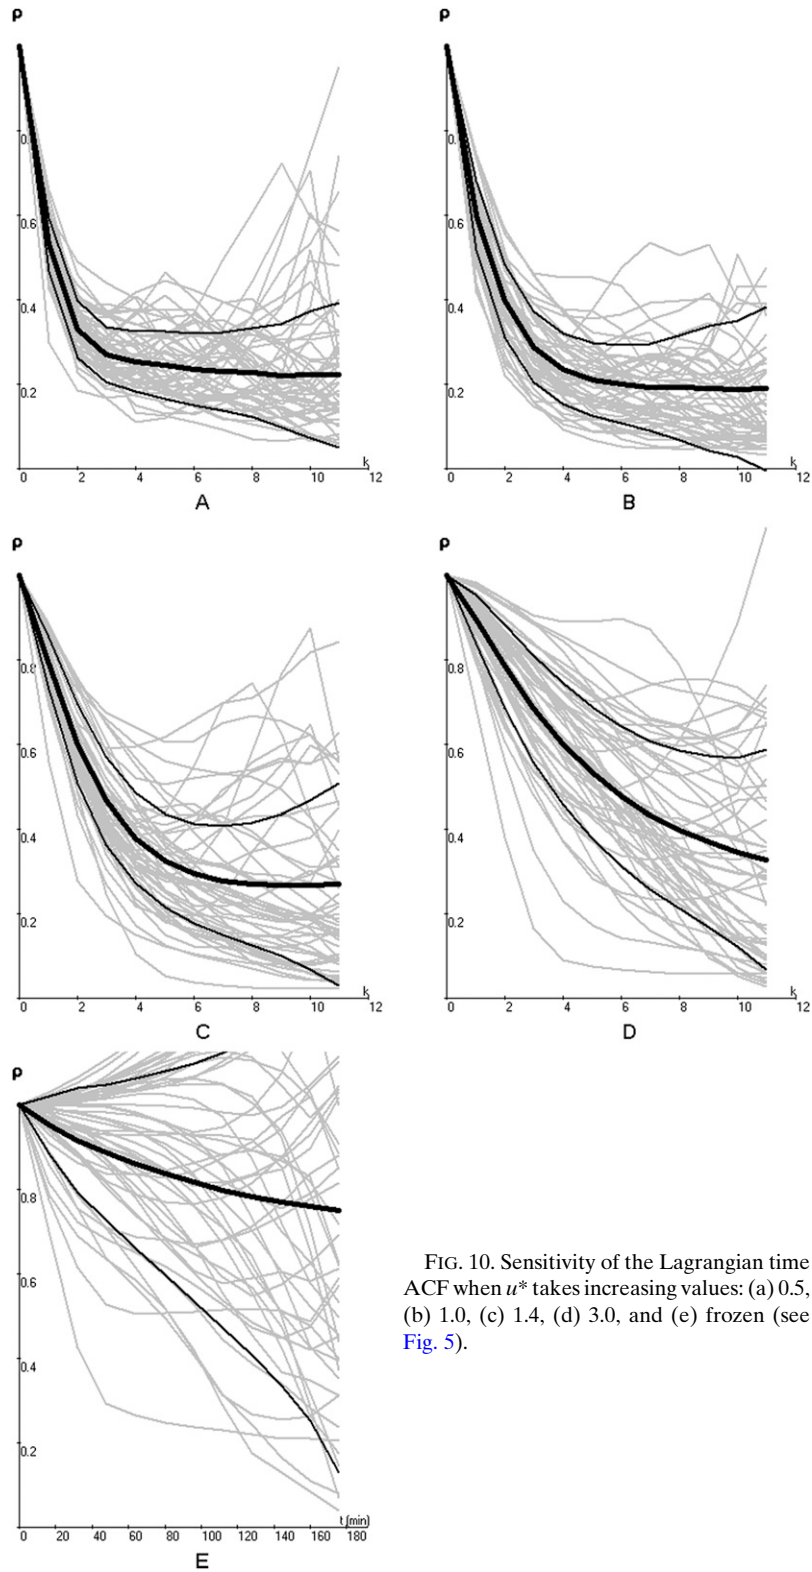 ρ
0.
0.6
0.4
0.2
k
0 2 4 6 8 10 12
A
ρ
0.
0.6
0.4
0.2
k
0 2 4 6 8 10 12
B
ρ
0.8
0.6
0.4
0.2
k
0 2 4 6 8 10 12
C
ρ
0.8
0.6
0.4
0.2
k
0 2 4 6 8 10 12
D
ρ
0.8
0.6
0.4
0.2
t [min]
0 20 40 60 80 100 120 140 160 180
E
FIG. 10. Sensitivity of the Lagrangian time
ACF when u* takes increasing values: (a) 0.5,
(b) 1.0, (c) 1.4, (d) 3.0, and (e) frozen (see
Fig. 5).